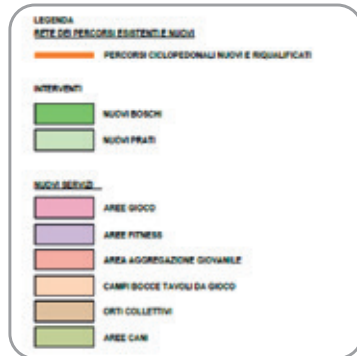 LEGENDA
RETE DEI PERCORSI ESISTENTI E NUOVI
PERCORSI CICLOPEDONALI NUOVI E RIQUALIFICATI
INTERVENTI
NUOVI BOSCHI
NUOVI PRATI
NUOVI SERVIZI
AREE GIOCO
AREE FITNESS
AREA AGGREGAZIONE GIOVANILE
CAMPI BOCCE TAVOLI DA GIOCO
ORTI COLLETTIVI
AREE CANI